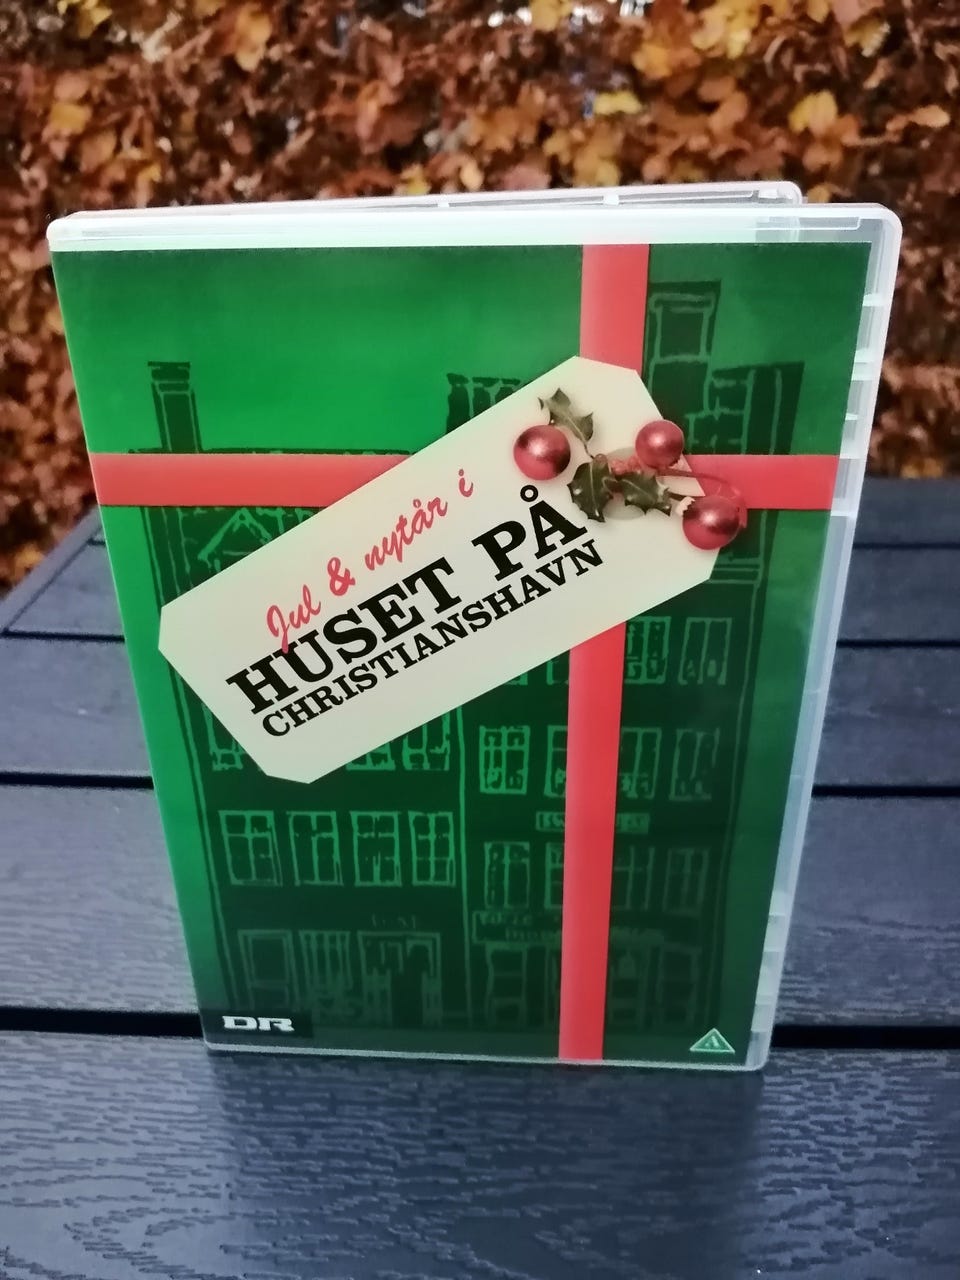 Jul & nytår i
HUSET PÅ
CHRISTIANSHAVN
DR
A